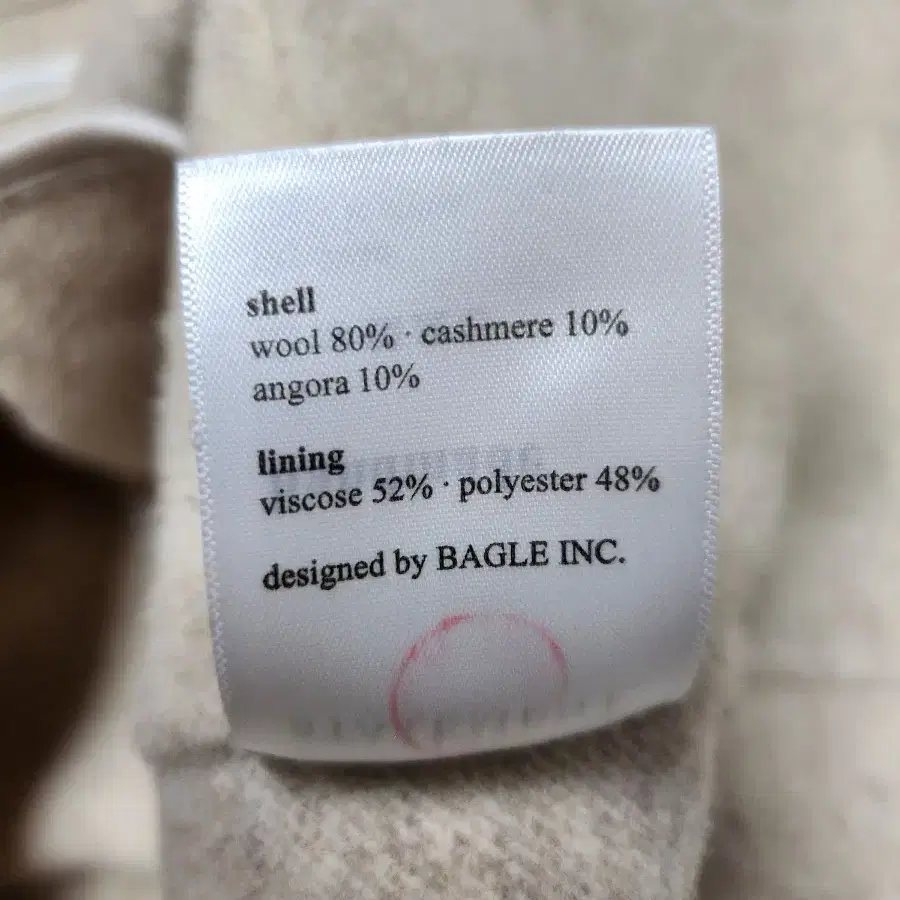 shell
wool 80% · cashmere 10%
angora 10%
lining
viscose 52% · polyester 48%
designed by BAGLE INC.